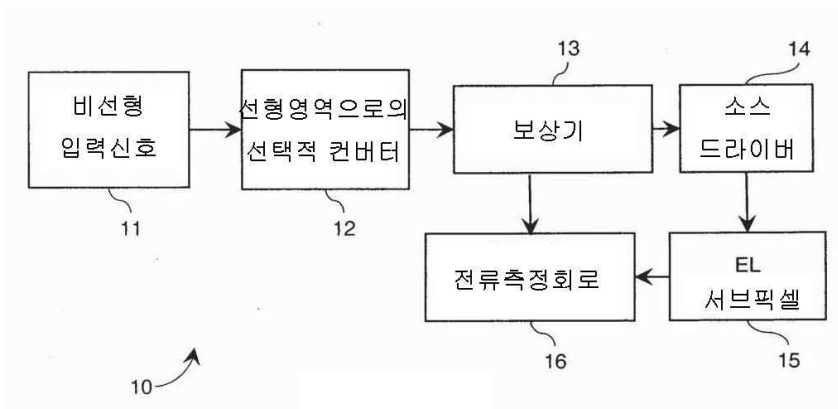 13
14
비선형
입력신호
선형영역으로의
선택적 컨버터
보상기
소스
드라이버
11
12
전류측정회로
EL
서브픽셀
16
15
10